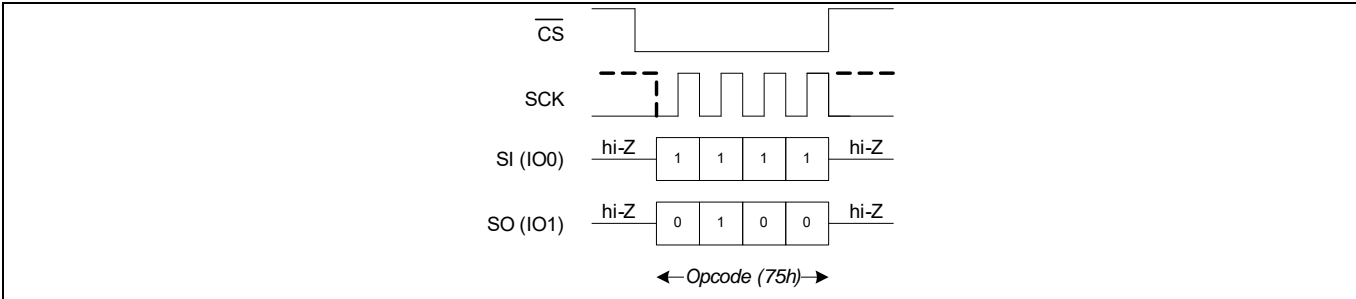 CS
SCK
SI (IO0) hi-Z 1 1 1 1 hi-Z
SO (IO1) hi-Z 0 1 0 0 hi-Z
Opcode (75h)